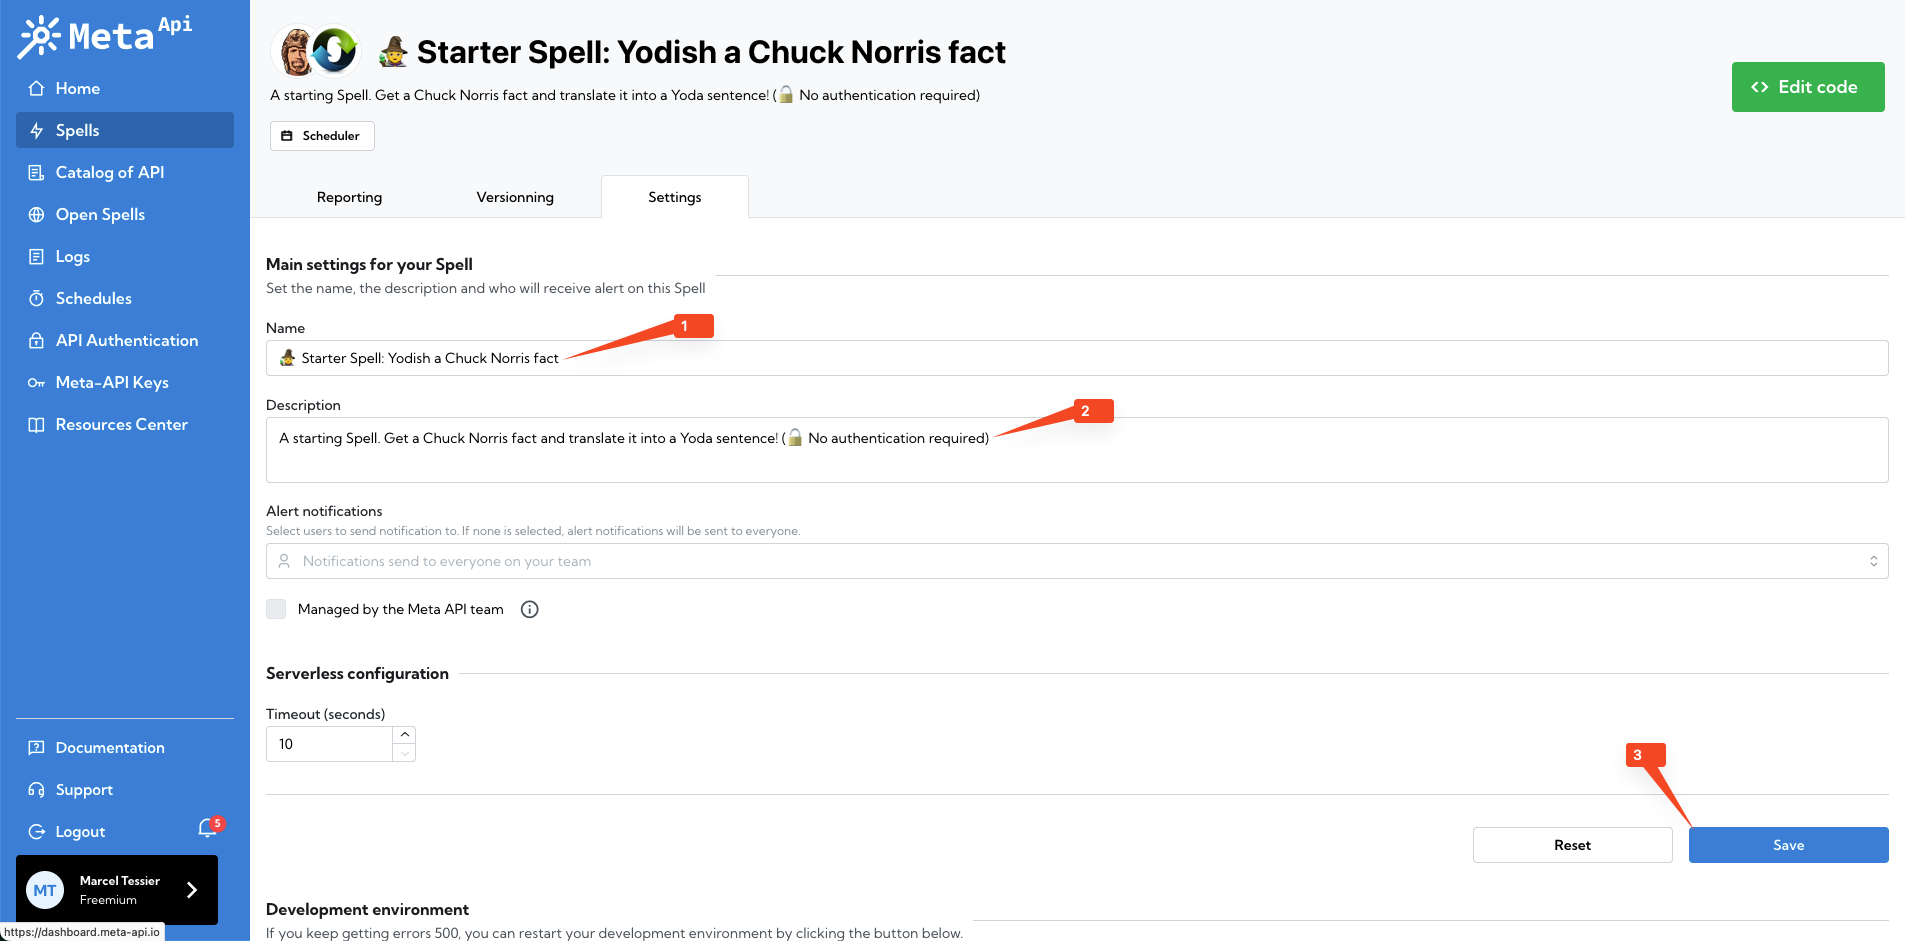 Meta Api
Home
Spells
Catalog of API
Open Spells
Logs
Schedules
API Authentication
Meta-API Keys
Resources Center
Documentation
Support
Logout
5
MT
Marcel Tessier
Freemium
https://dashboard.meta-api.io
Starter Spell: Yodish a Chuck Norris fact
A starting Spell. Get a Chuck Norris fact and translate it into a Yoda sentence! (🔓 No authentication required)
Scheduler
<> Edit code
Reporting
Versionning
Settings
Main settings for your Spell
Set the name, the description and who will receive alert on this Spell
Name
1
Starter Spell: Yodish a Chuck Norris fact
Description
2
A starting Spell. Get a Chuck Norris fact and translate it into a Yoda sentence! (🔓 No authentication required)
Alert notifications
Select users to send notification to. If none is selected, alert notifications will be sent to everyone.
Notifications send to everyone on your team
Managed by the Meta API team
Serverless configuration
Timeout (seconds)
10
3
Reset
Save
Development environment
If you keep getting errors 500, you can restart your development environment by clicking the button below.